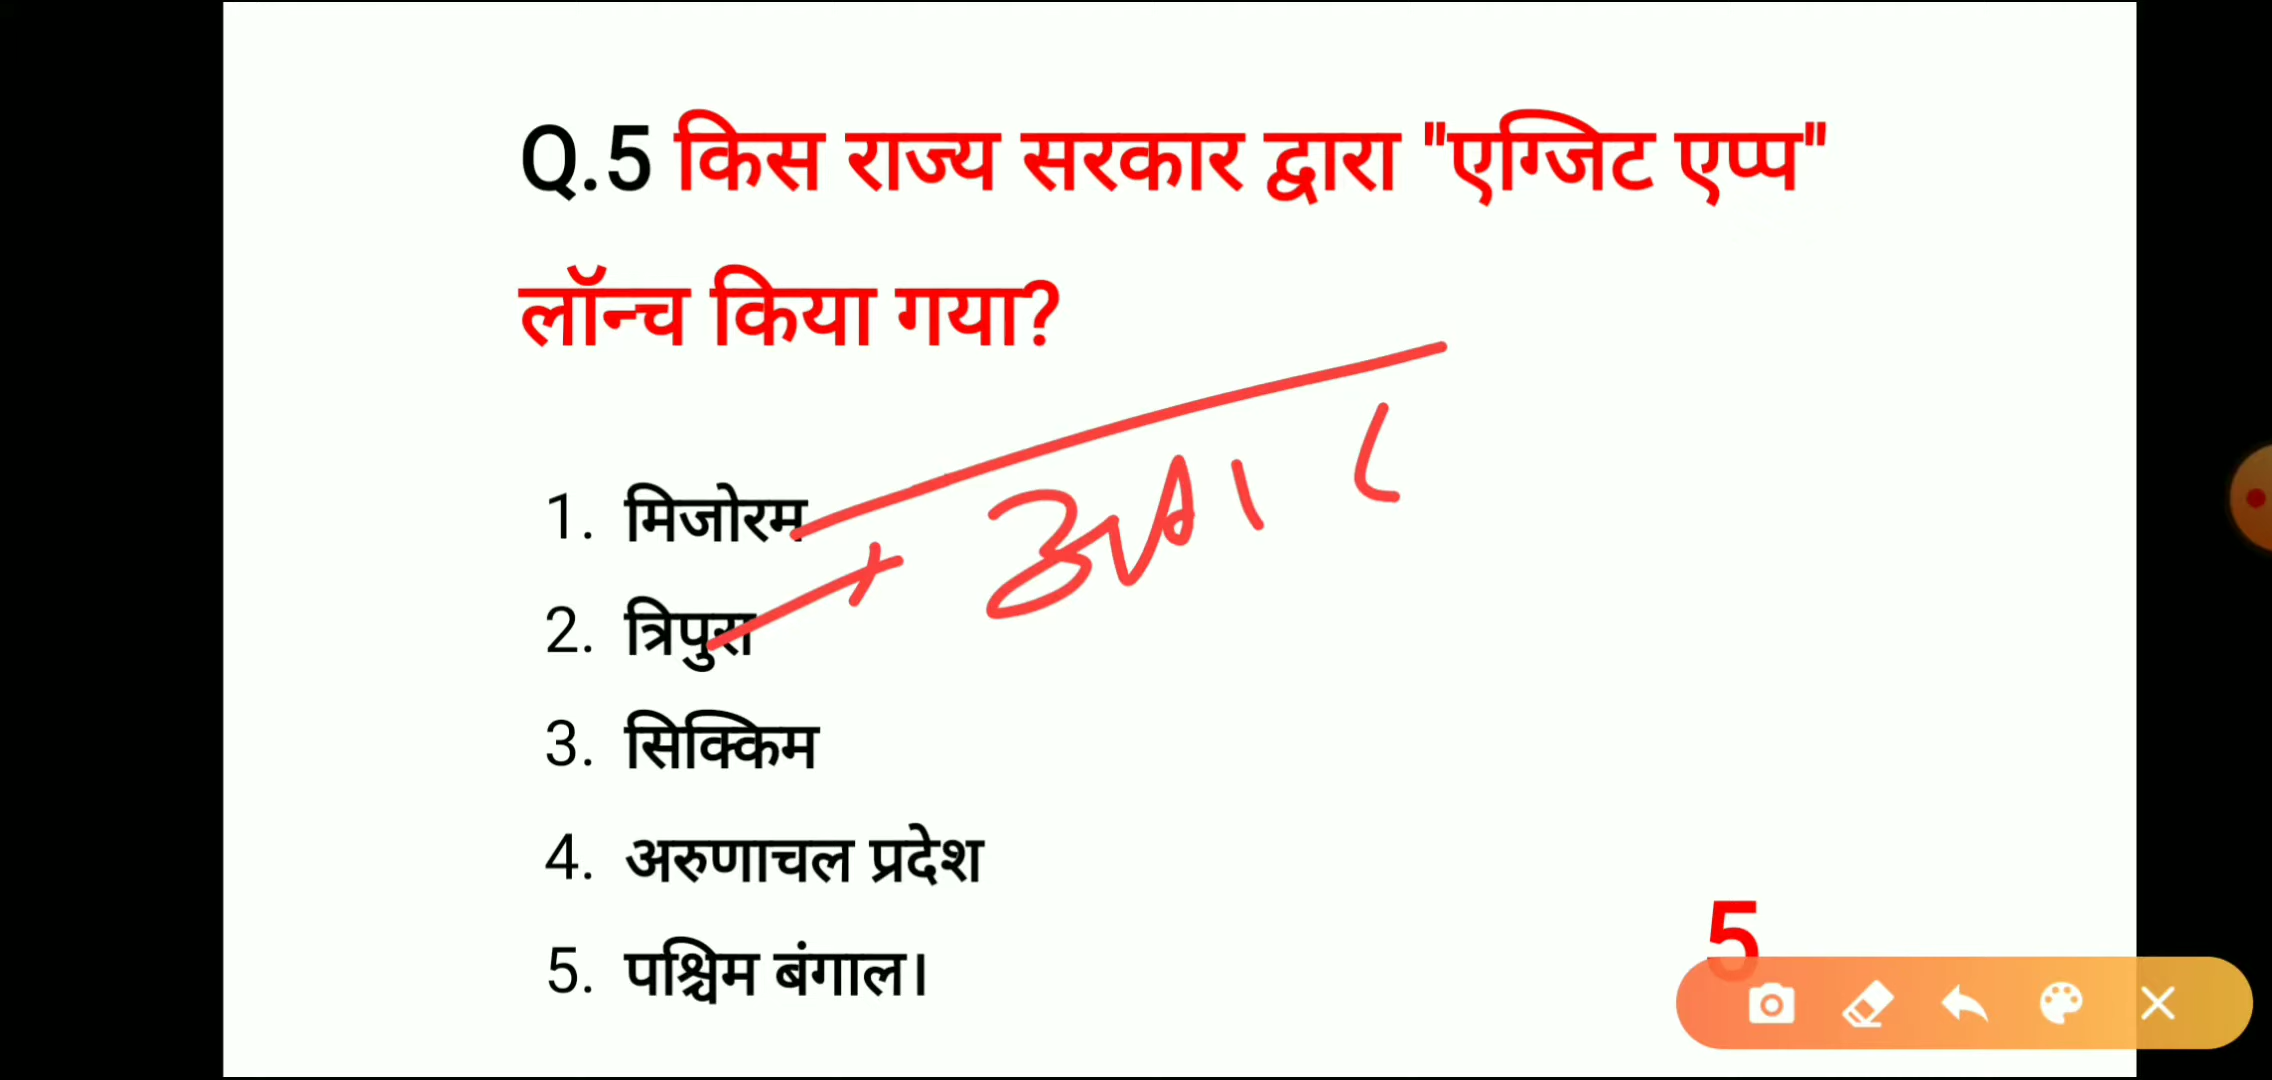 Q.5 किस राज्य सरकार द्वारा "एग्जिट एप्प"
लॉन्च किया गया?
1. मिजोरम
2. त्रिपुरा
3. सिक्किम
4. अरुणाचल प्रदेश
5. पश्चिम बंगाल।
5